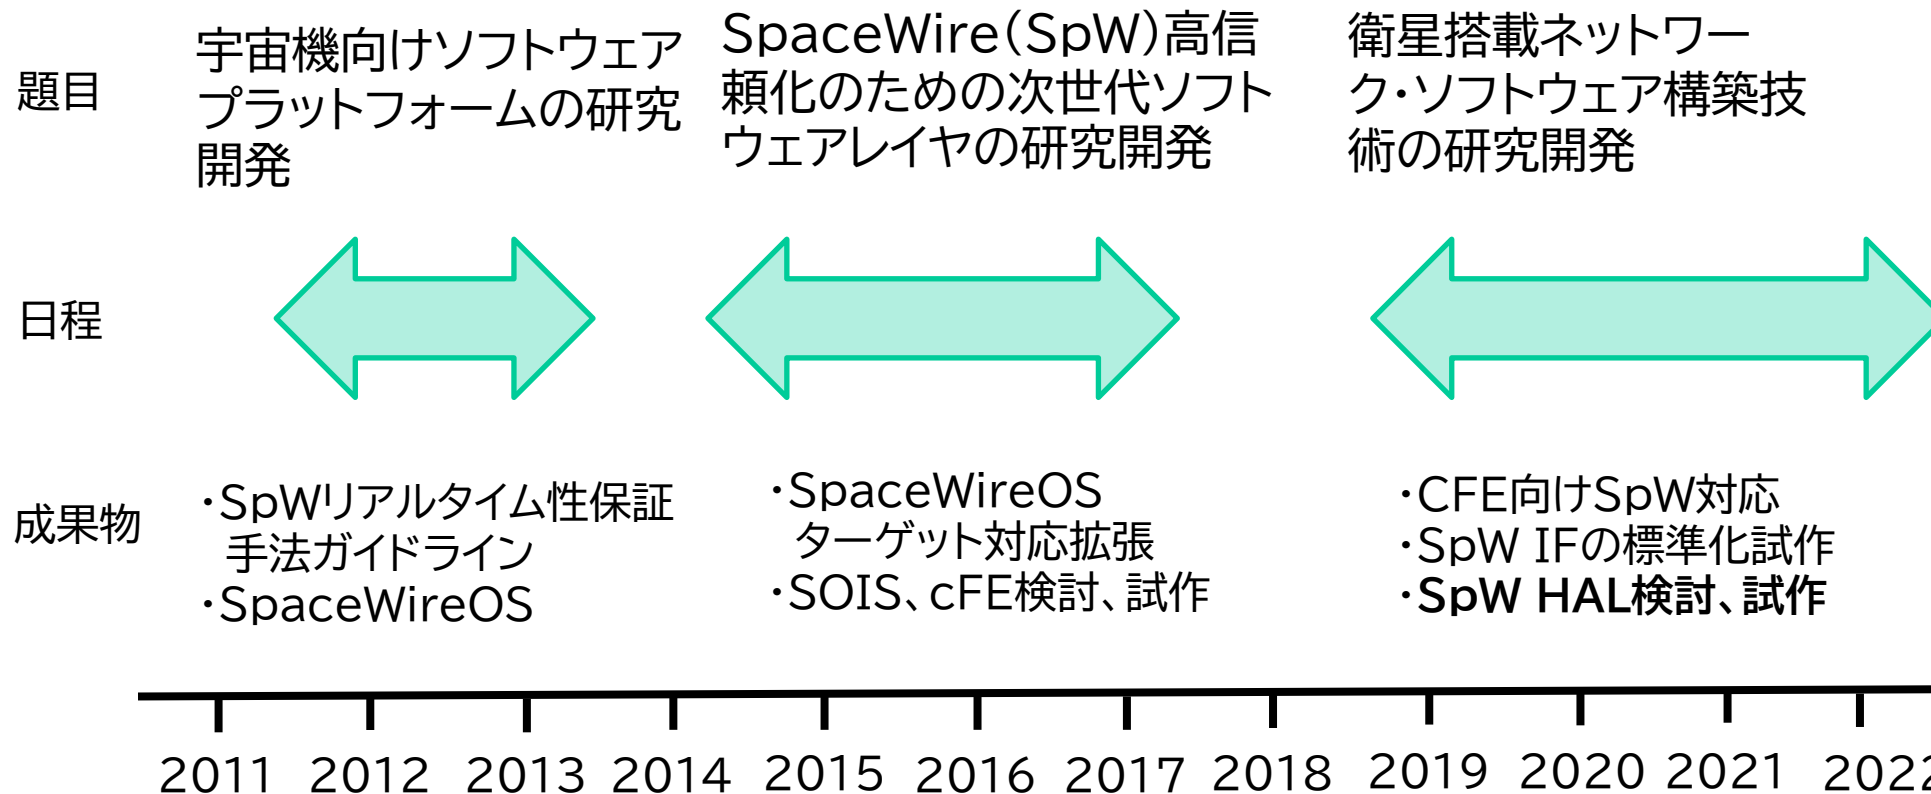 題目
宇宙機向けソフトウェア
プラットフォームの研究
開発
SpaceWire(SpW)高信
頼化のための次世代ソフト
ウェアレイヤの研究開発
衛星搭載ネットワー
ク・ソフトウェア構築技
術の研究開発
日程
成果物
・SpWリアルタイム性保証
手法ガイドライン
・SpaceWireOS
・SpaceWireOS
ターゲット対応拡張
・SOIS、cFE検討、試作
・CFE向けSpW対応
・SpW IFの標準化試作
・SpW HAL検討、試作
2011 2012 2013 2014 2015 2016 2017 2018 2019 2020 2021 2022